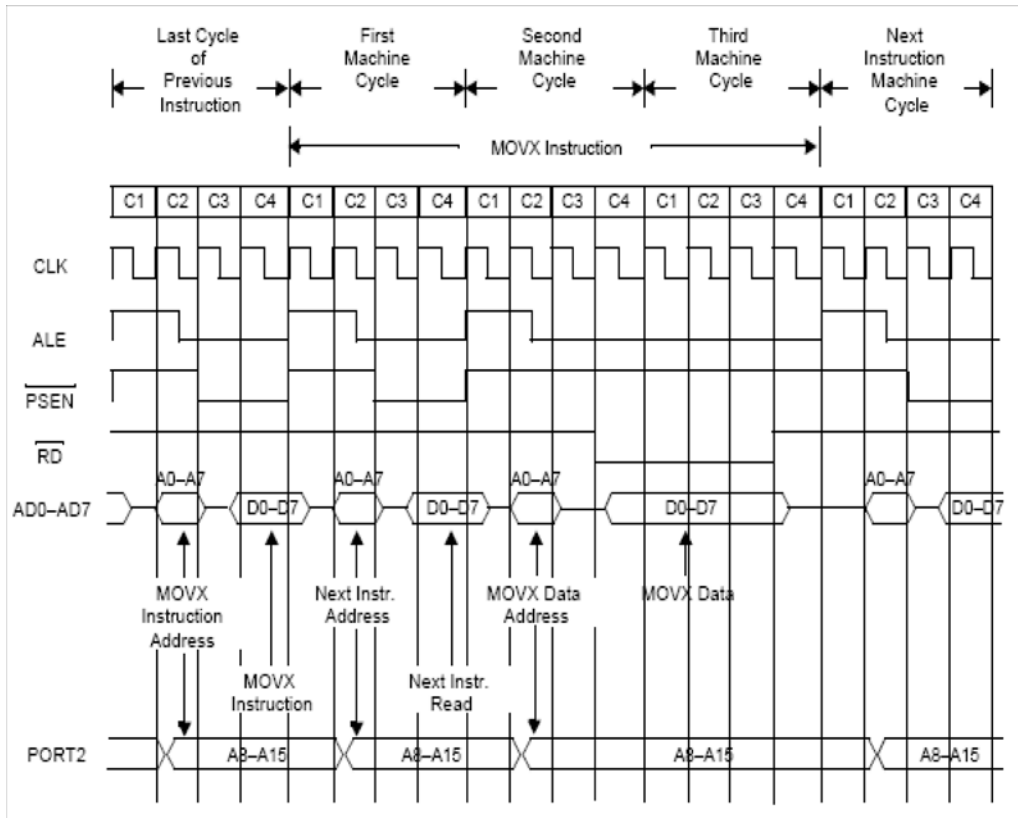 Last Cycle
of
Previous
Instruction
First
Machine
Cycle
Second
Machine
Cycle
Third
Machine
Cycle
Next
Instruction
Machine
Cycle
MOVX Instruction
C1 C2 C3 C4 C1 C2 C3 C4 C1 C2 C3 C4 C1 C2 C3 C4 C1 C2 C3 C4
CLK
ALE
PSEN
RD
A0–A7 A0–A7 A0–A7 A0–A7
AD0–AD7 D0–D7 D0–D7 D0–D7 D0–D7
MOVX
Instruction
Address
Next Instr.
Address
MOVX Data
Address
MOVX Data
MOVX
Instruction
Next Instr.
Read
PORT2 A8–A15 A8–A15 A8–A15 A8–A15